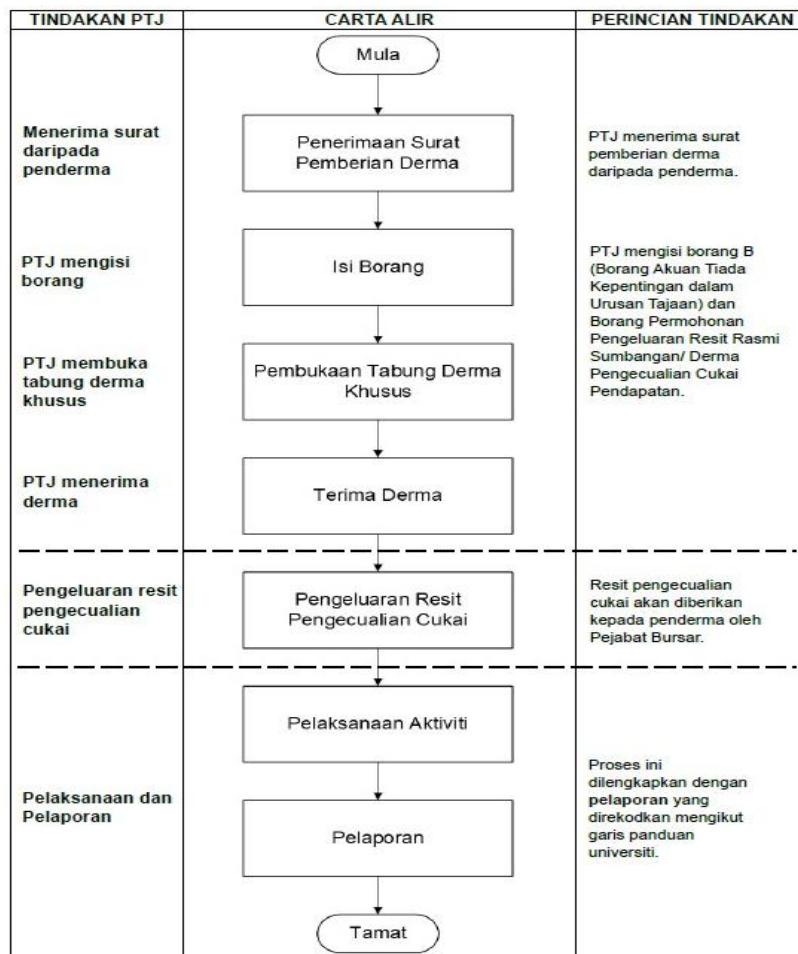 TINDAKAN PTJ
CARTA ALIR
PERINCIAN TINDAKAN
Mula
Menerima surat
daripada
penderma
Penerimaan Surat
Pemberian Derma
PTJ menerima surat
pemberian derma
daripada penderma.
PTJ mengisi
borang
Isi Borang
PTJ mengisi borang B
(Borang Akuan Tiada
Kepentingan dalam
Urusan Tajaan) dan
Borang Permohonan
Pengeluaran Resit Rasmi
Sumbangan/ Derma
Pengecualian Cukai
Pendapatan.
PTJ membuka
tabung derma
khusus
Pembukaan Tabung Derma
Khusus
PTJ menerima
derma
Terima Derma
Pengeluaran resit
pengecualian
cukai
Pengeluaran Resit
Pengecualian Cukai
Resit pengecualian
cukai akan diberikan
kepada penderma oleh
Pejabat Bursar.
Pelaksanaan Aktiviti
Pelaksanaan dan
Pelaporan
Pelaporan
Proses ini
dilengkapkan dengan
pelaporan yang
direkodkan mengikut
garis panduan
universiti.
Tamat